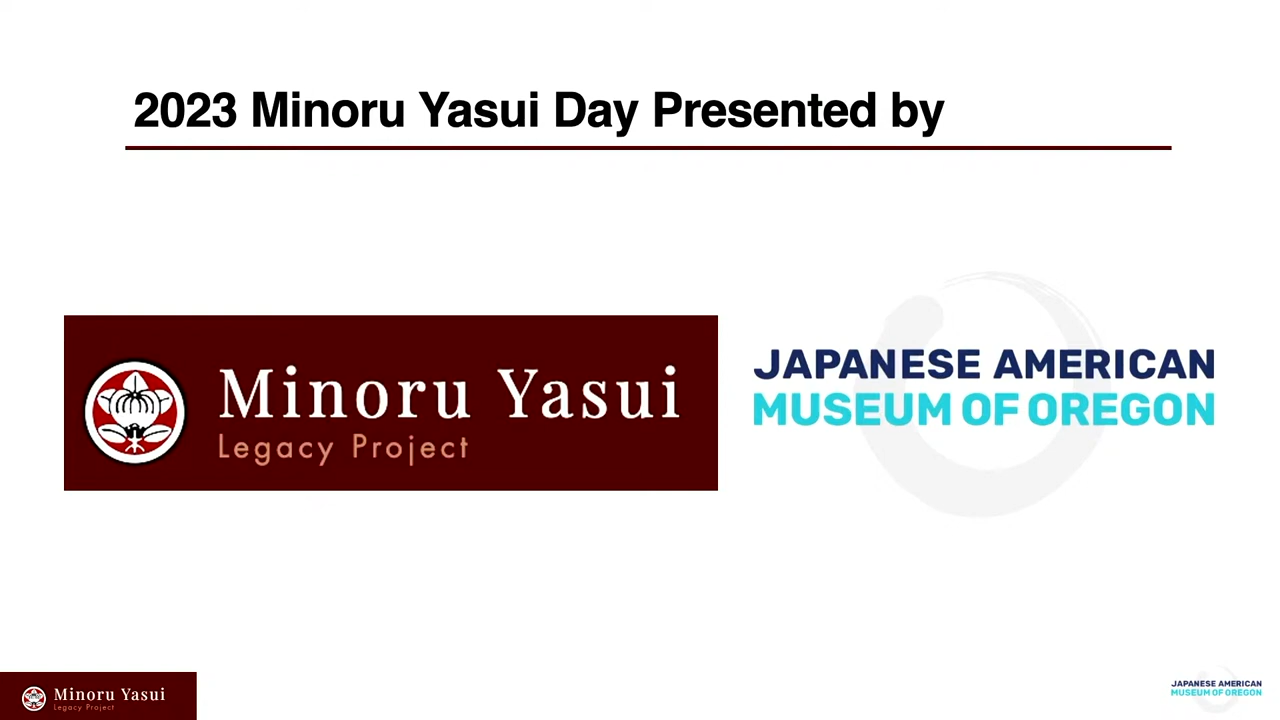 2023 Minoru Yasui Day Presented by
Minoru Yasui
Legacy Project
JAPANESE AMERICAN
MUSEUM OF OREGON
Minoru Yasui
Legacy Project
JAPANESE AMERICAN
MUSEUM OF OREGON